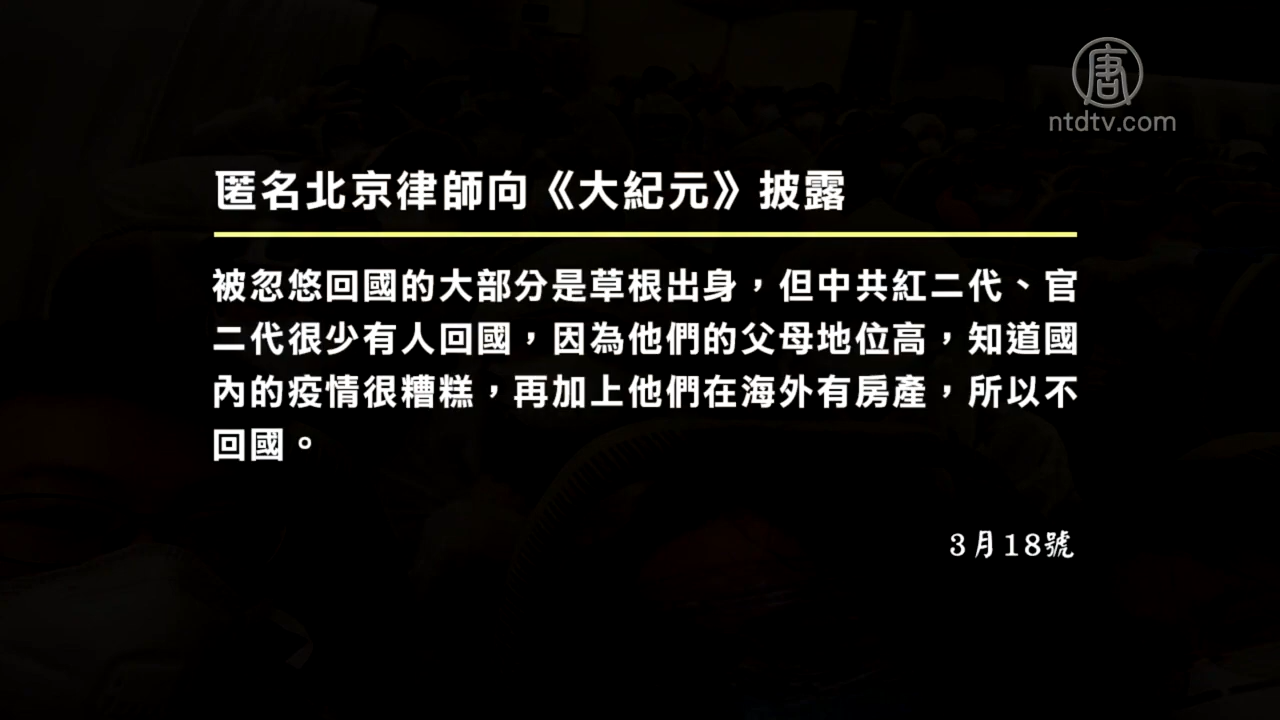 唐
ntdtv.com
匿名北京律師向《大紀元》披露
被忽悠回國的大部分是草根出身，但中共紅二代、官
二代很少有人回國，因為他們的父母地位高，知道國
內的疫情很糟糕，再加上他們在海外有房產，所以不
回國。
3月18號